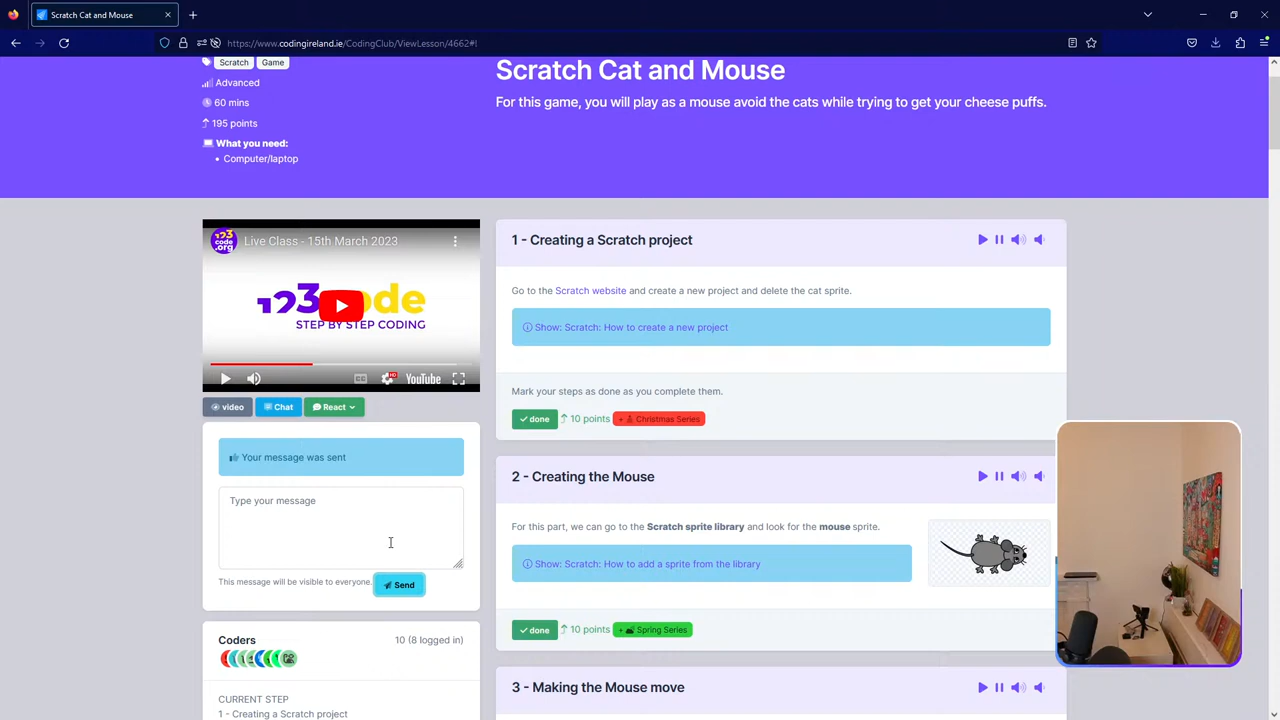 Scratch Cat and Mouse
https://www.codingireland.ie/CodingClub/ViewLesson/4662#!
Scratch Game
Advanced
60 mins
195 points
What you need:
• Computer/laptop
Scratch Cat and Mouse
For this game, you will play as a mouse avoid the cats while trying to get your cheese puffs.
123 code .org
Live Class - 15th March 2023
123code
STEP BY STEP CODING
CC HD YouTube
video Chat React
Your message was sent
Type your message
This message will be visible to everyone. Send
Coders 10 (8 logged in)
CURRENT STEP
1 - Creating a Scratch project
1 - Creating a Scratch project
Go to the Scratch website and create a new project and delete the cat sprite.
Show: Scratch: How to create a new project
Mark your steps as done as you complete them.
done 10 points + Christmas Series
2 - Creating the Mouse
For this part, we can go to the Scratch sprite library and look for the mouse sprite.
Show: Scratch: How to add a sprite from the library
done 10 points + Spring Series
3 - Making the Mouse move